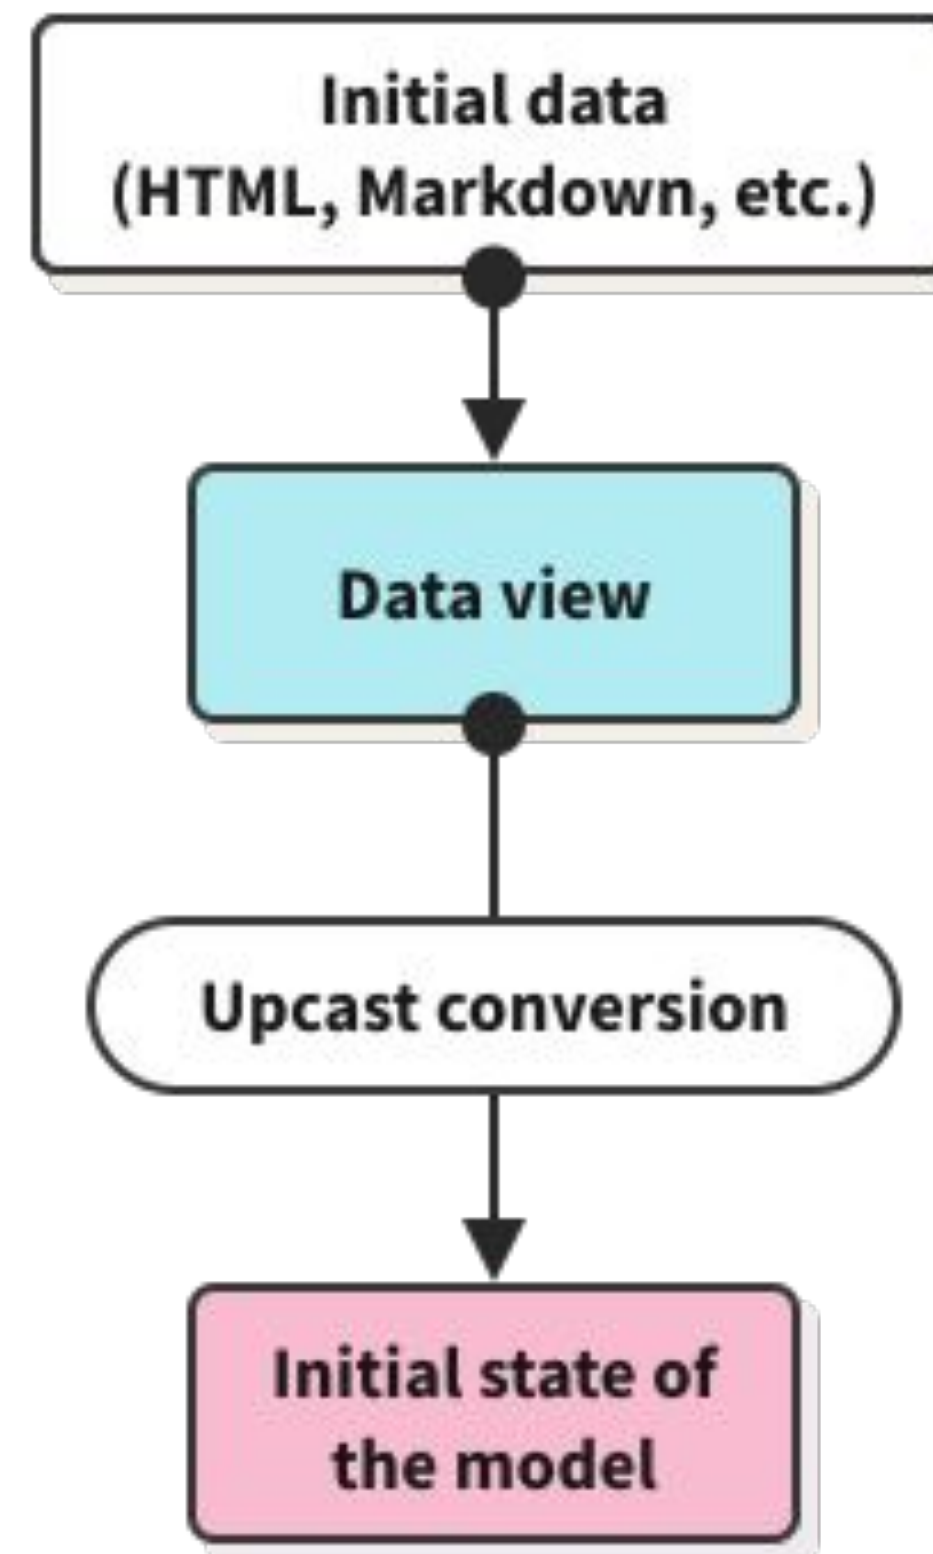 Initial data
(HTML, Markdown, etc.)
Data view
Upcast conversion
Initial state of
the model